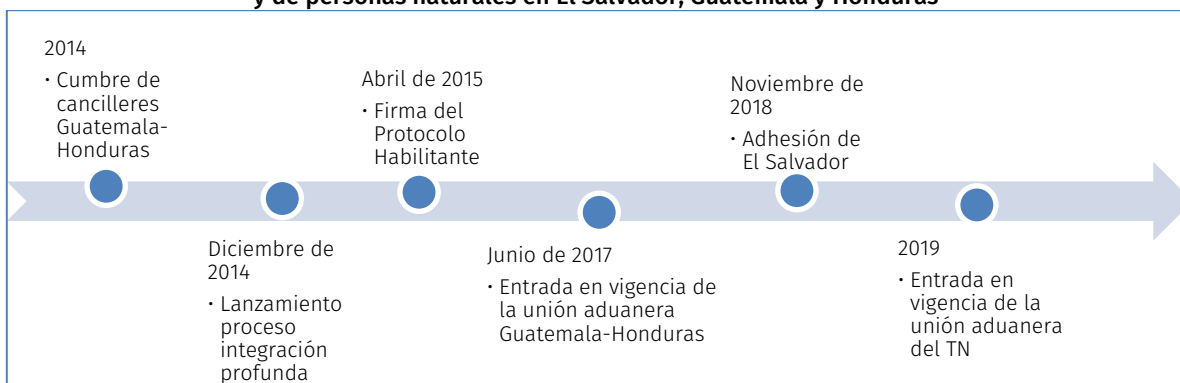 y de personas naturales en El Salvador, Guatemala y Honduras
2014
· Cumbre de
cancilleres
Guatemala-
Honduras
Diciembre de
2014
· Lanzamiento
proceso
integración
profunda
Abril de 2015
· Firma del
Protocolo
Habilitante
Junio de 2017
· Entrada en vigencia de
la unión aduanera
Guatemala-Honduras
Noviembre de
2018
· Adhesión de
El Salvador
2019
· Entrada en
vigencia de la
unión aduanera
del TN